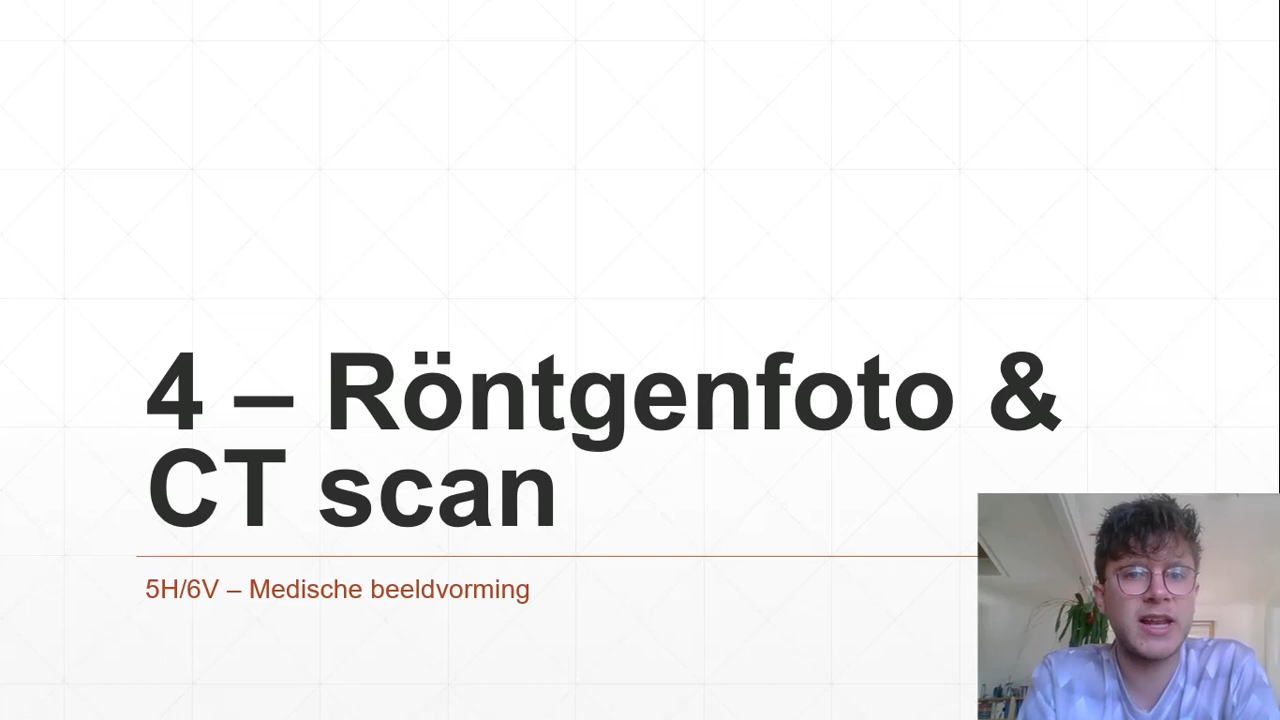 4 – Röntgenfoto &
CT scan
5H/6V – Medische beeldvorming